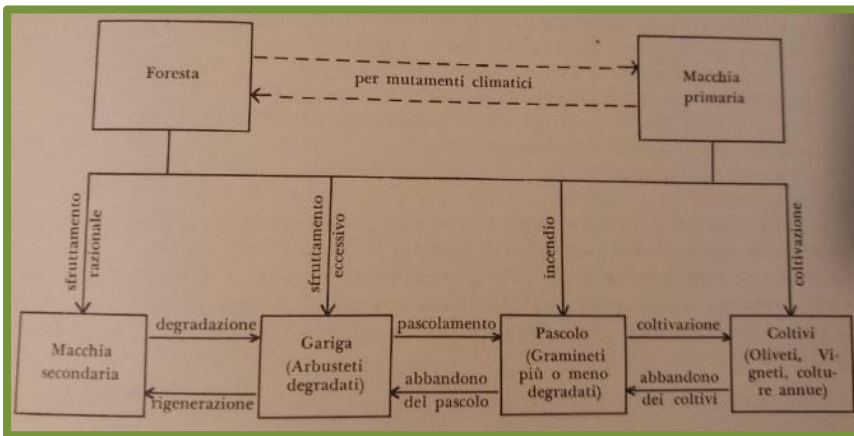 Foresta
per mutamenti climatici
Macchia
primaria
sfruttamento
razionale
sfruttamento
eccessivo
incendio
coltivazione
Macchia
secondaria
degradazione
rigenerazione
Gariga
(Arbusteti
degradati)
pascolamento
abbandono
del pascolo
Pascolo
(Gramineti
più o meno
degradati)
coltivazione
abbandono
dei coltivi
Coltivi
(Oliveti, Vi-
gneti, coltu-
re annue)